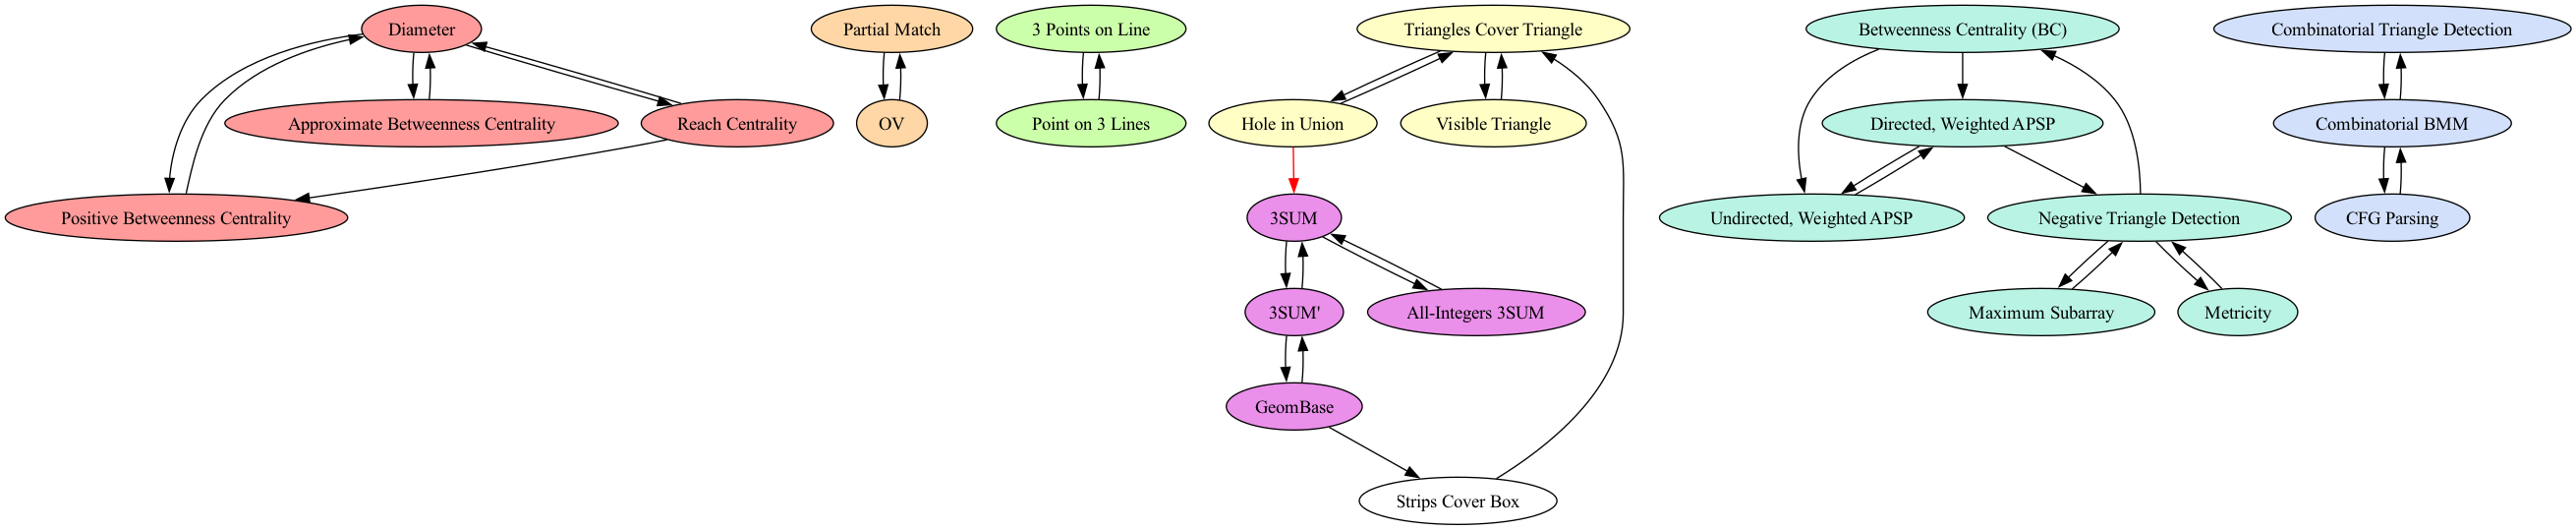 Diameter
Partial Match
3 Points on Line
Triangles Cover Triangle
Betweenness Centrality (BC)
Combinatorial Triangle Detection
Approximate Betweenness Centrality
Reach Centrality
OV
Point on 3 Lines
Hole in Union
Visible Triangle
Directed, Weighted APSP
Combinatorial BMM
Positive Betweenness Centrality
3SUM
Undirected, Weighted APSP
Negative Triangle Detection
CFG Parsing
3SUM'
All-Integers 3SUM
Maximum Subarray
Metricity
GeomBase
Strips Cover Box